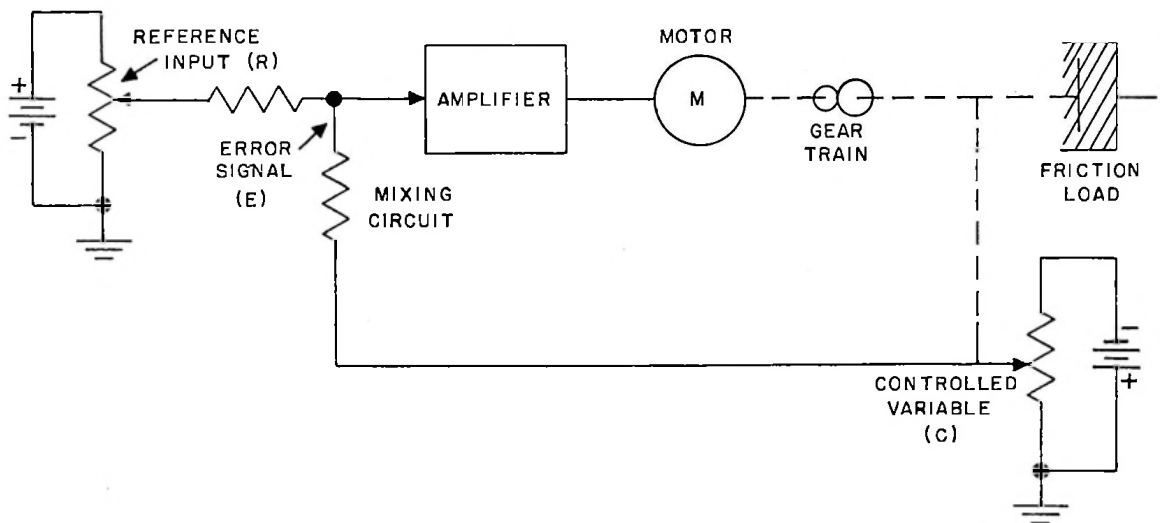 REFERENCE
INPUT (R)
+
−
ERROR
SIGNAL
(E)
MIXING
CIRCUIT
AMPLIFIER
MOTOR
M
GEAR
TRAIN
FRICTION
LOAD
CONTROLLED
VARIABLE
(C)
−
+